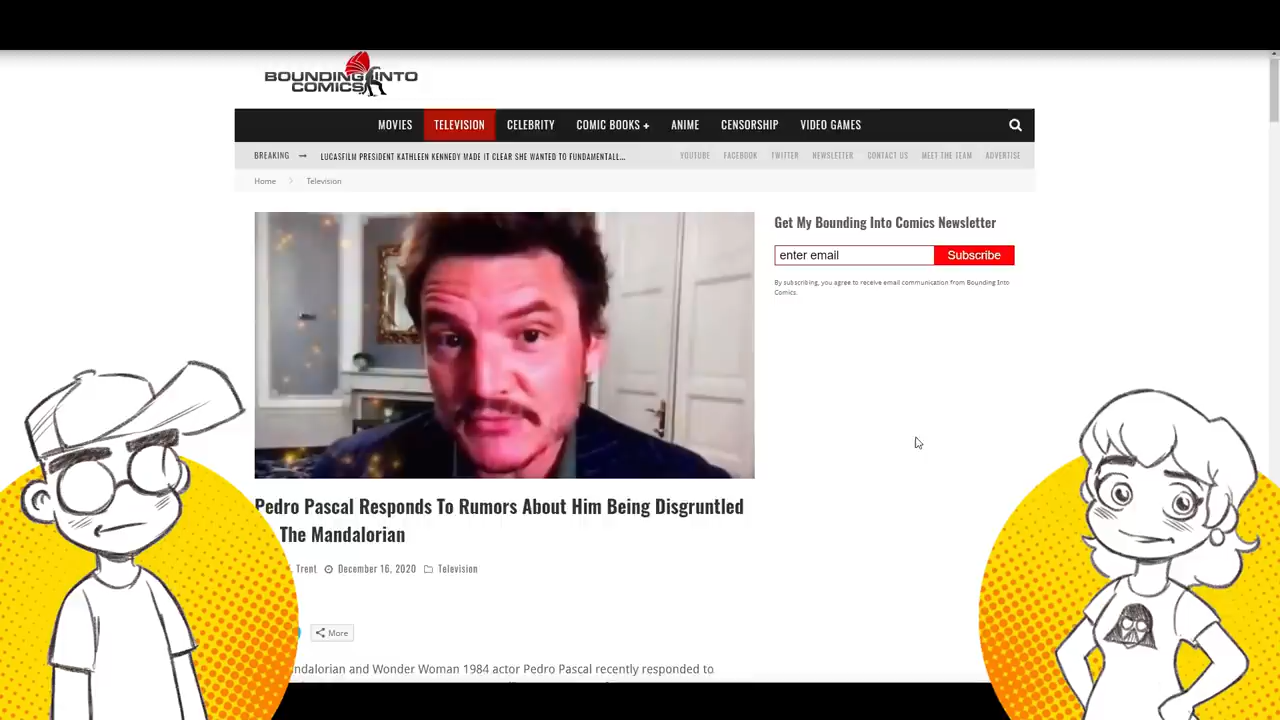 BOUNDING INTO
COMICS
MOVIES TELEVISION CELEBRITY COMIC BOOKS + ANIME CENSORSHIP VIDEO GAMES
BREAKING → LUCASFILM PRESIDENT KATHLEEN KENNEDY MADE IT CLEAR SHE WANTED TO FUNDAMENTALL... YOUTUBE FACEBOOK TWITTER NEWSLETTER CONTACT US MEET THE TEAM ADVERTISE
Home > Television
Get My Bounding Into Comics Newsletter
enter email Subscribe
By subscribing, you agree to receive email communication from Bounding Into
Comics.
Pedro Pascal Responds To Rumors About Him Being Disgruntled
The Mandalorian
Trent December 16, 2020 Television
More
ndalorian and Wonder Woman 1984 actor Pedro Pascal recently responded to